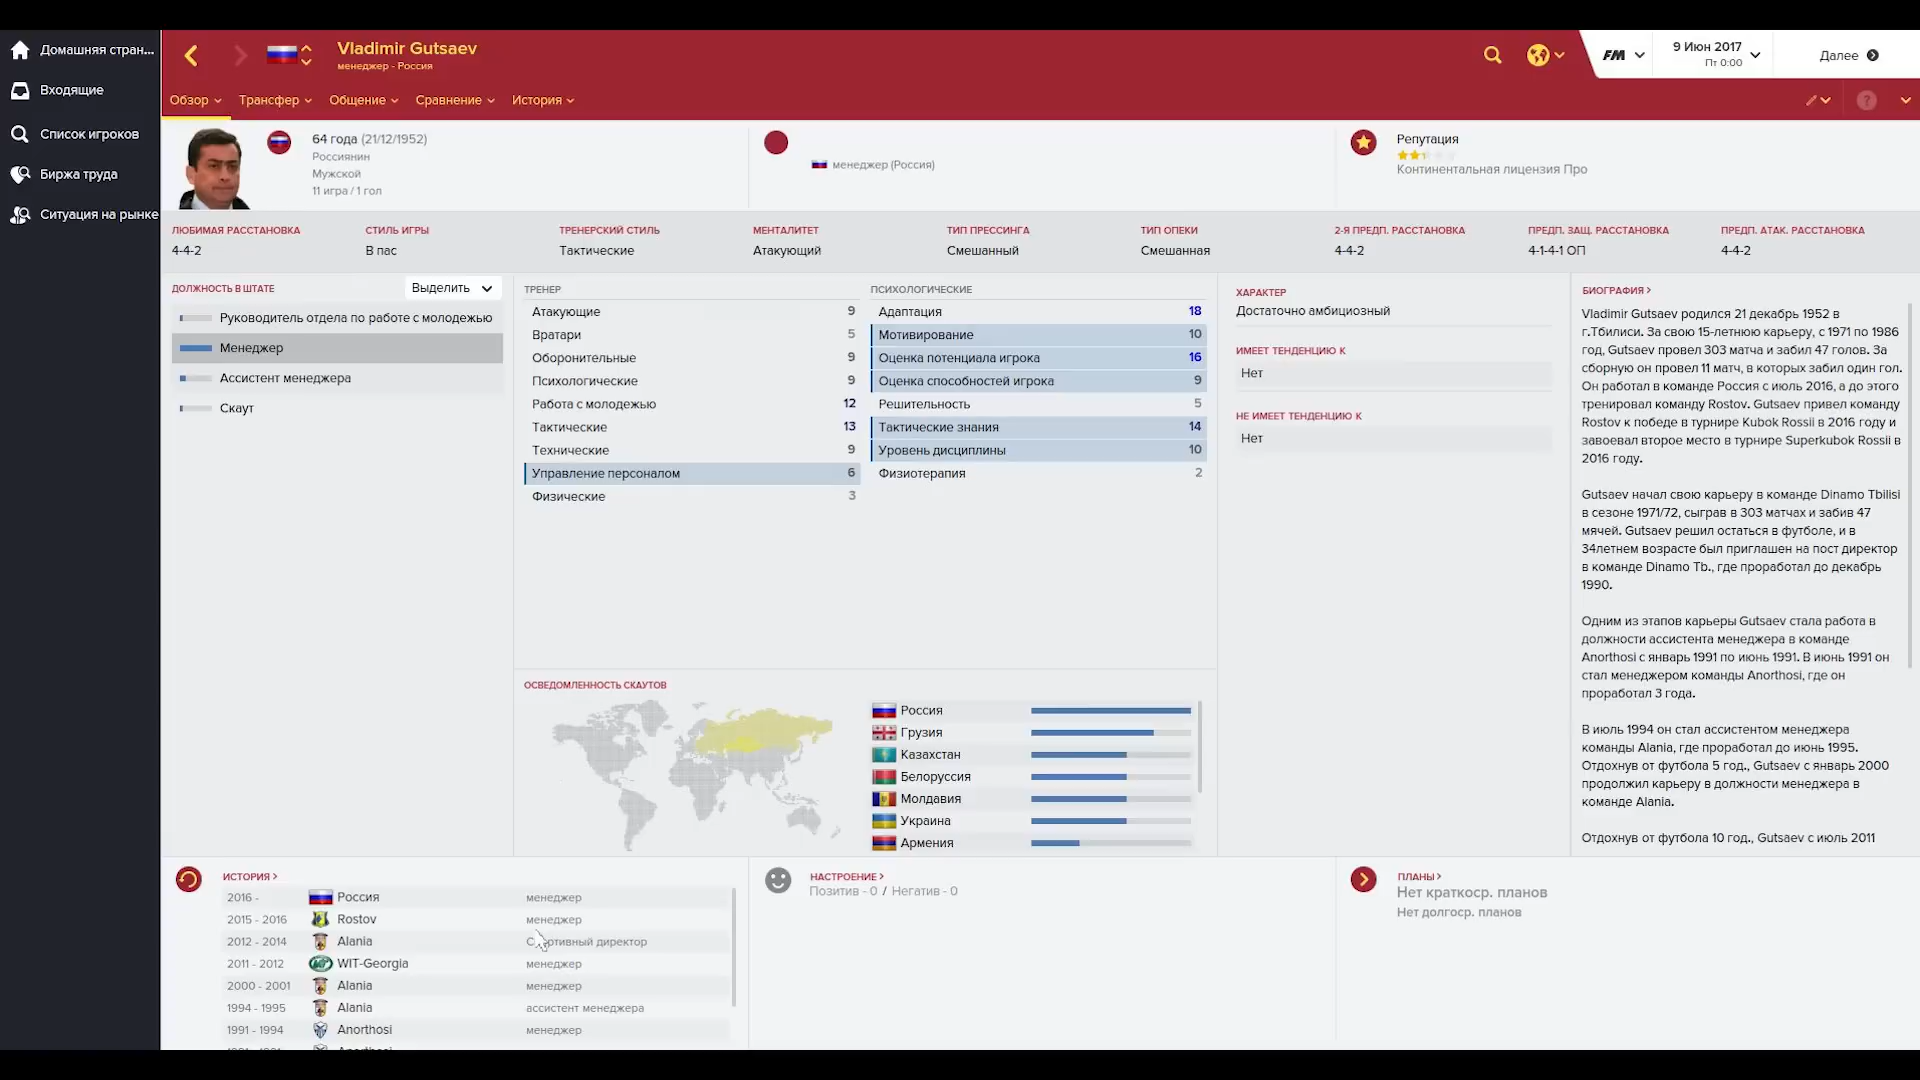 Домашняя стран...
Входящие
Список игроков
Биржа труда
Ситуация на рынке
Vladimir Gutsaev
менеджер - Россия
FM
9 Июн 2017
Пт 0:00
Далее
Обзор
Трансфер
Общение
Сравнение
История
?
64 года (21/12/1952)
Россиянин
Мужской
11 игра / 1 гол
менеджер (Россия)
Репутация
Континентальная лицензия Про
ЛЮБИМАЯ РАССТАНОВКА
4-4-2
СТИЛЬ ИГРЫ
В пас
ТРЕНЕРСКИЙ СТИЛЬ
Тактические
МЕНТАЛИТЕТ
Атакующий
ТИП ПРЕССИНГА
Смешанный
ТИП ОПЕКИ
Смешанная
2-Я ПРЕДП. РАССТАНОВКА
4-4-2
ПРЕДП. ЗАЩ. РАССТАНОВКА
4-1-4-1 ОП
ПРЕДП. АТАК. РАССТАНОВКА
4-4-2
ДОЛЖНОСТЬ В ШТАТЕ
Выделить
Руководитель отдела по работе с молодежью
Менеджер
Ассистент менеджера
Скаут
ТРЕНЕР
Атакующие 9
Вратари 5
Оборонительные 9
Психологические 9
Работа с молодежью 12
Тактические 13
Технические 9
Управление персоналом 6
Физические 3
ПСИХОЛОГИЧЕСКИЕ
Адаптация 18
Мотивирование 10
Оценка потенциала игрока 16
Оценка способностей игрока 9
Решительность 5
Тактические знания 14
Уровень дисциплины 10
Физиотерапия 2
ХАРАКТЕР
Достаточно амбициозный
ИМЕЕТ ТЕНДЕНЦИЮ К
Нет
НЕ ИМЕЕТ ТЕНДЕНЦИЮ К
Нет
БИОГРАФИЯ >
Vladimir Gutsaev родился 21 декабрь 1952 в
г.Тбилиси. За свою 15-летнюю карьеру, с 1971 по 1986
год, Gutsaev провел 303 матча и забил 47 голов. За
сборную он провел 11 матч, в которых забил один гол.
Он работал в команде Россия с июль 2016, а до этого
тренировал команду Rostov. Gutsaev привел команду
Rostov к победе в турнире Kubok Rossii в 2016 году и
завоевал второе место в турнире Superkubok Rossii в
2016 году.
Gutsaev начал свою карьеру в команде Dinamo Tbilisi
в сезоне 1971/72, сыграв в 303 матчах и забив 47
мячей. Gutsaev решил остаться в футболе, и в
34летнем возрасте был приглашен на пост директор
в команде Dinamo Tb., где проработал до декабрь
1990.
Одним из этапов карьеры Gutsaev стала работа в
должности ассистента менеджера в команде
Anorthosi с январь 1991 по июнь 1991. В июнь 1991 он
стал менеджером команды Anorthosi, где он
проработал 3 года.
В июль 1994 он стал ассистентом менеджера
команды Alania, где проработал до июнь 1995.
Отдохнув от футбола 5 год., Gutsaev с январь 2000
продолжил карьеру в должности менеджера в
команде Alania.
Отдохнув от футбола 10 год., Gutsaev с июль 2011
ОСВЕДОМЛЕННОСТЬ СКАУТОВ
Россия
Грузия
Казахстан
Белоруссия
Молдавия
Украина
Армения
ИСТОРИЯ >
2016 - Россия менеджер
2015 - 2016 Rostov менеджер
2012 - 2014 Alania Спортивный директор
2011 - 2012 WIT-Georgia менеджер
2000 - 2001 Alania менеджер
1994 - 1995 Alania ассистент менеджера
1991 - 1994 Anorthosi менеджер
НАСТРОЕНИЕ >
Позитив - 0 / Негатив - 0
ПЛАНЫ >
Нет краткоср. планов
Нет долгоср. планов